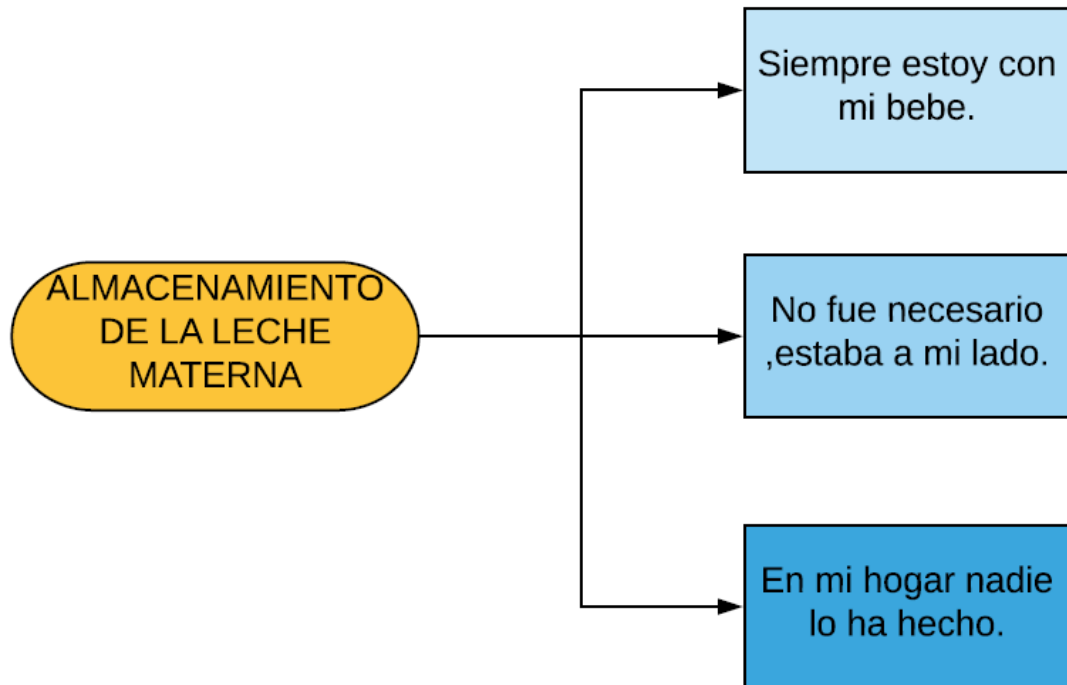 Siempre estoy con
mi bebe.
ALMACENAMIENTO
DE LA LECHE
MATERNA
No fue necesario
,estaba a mi lado.
En mi hogar nadie
lo ha hecho.